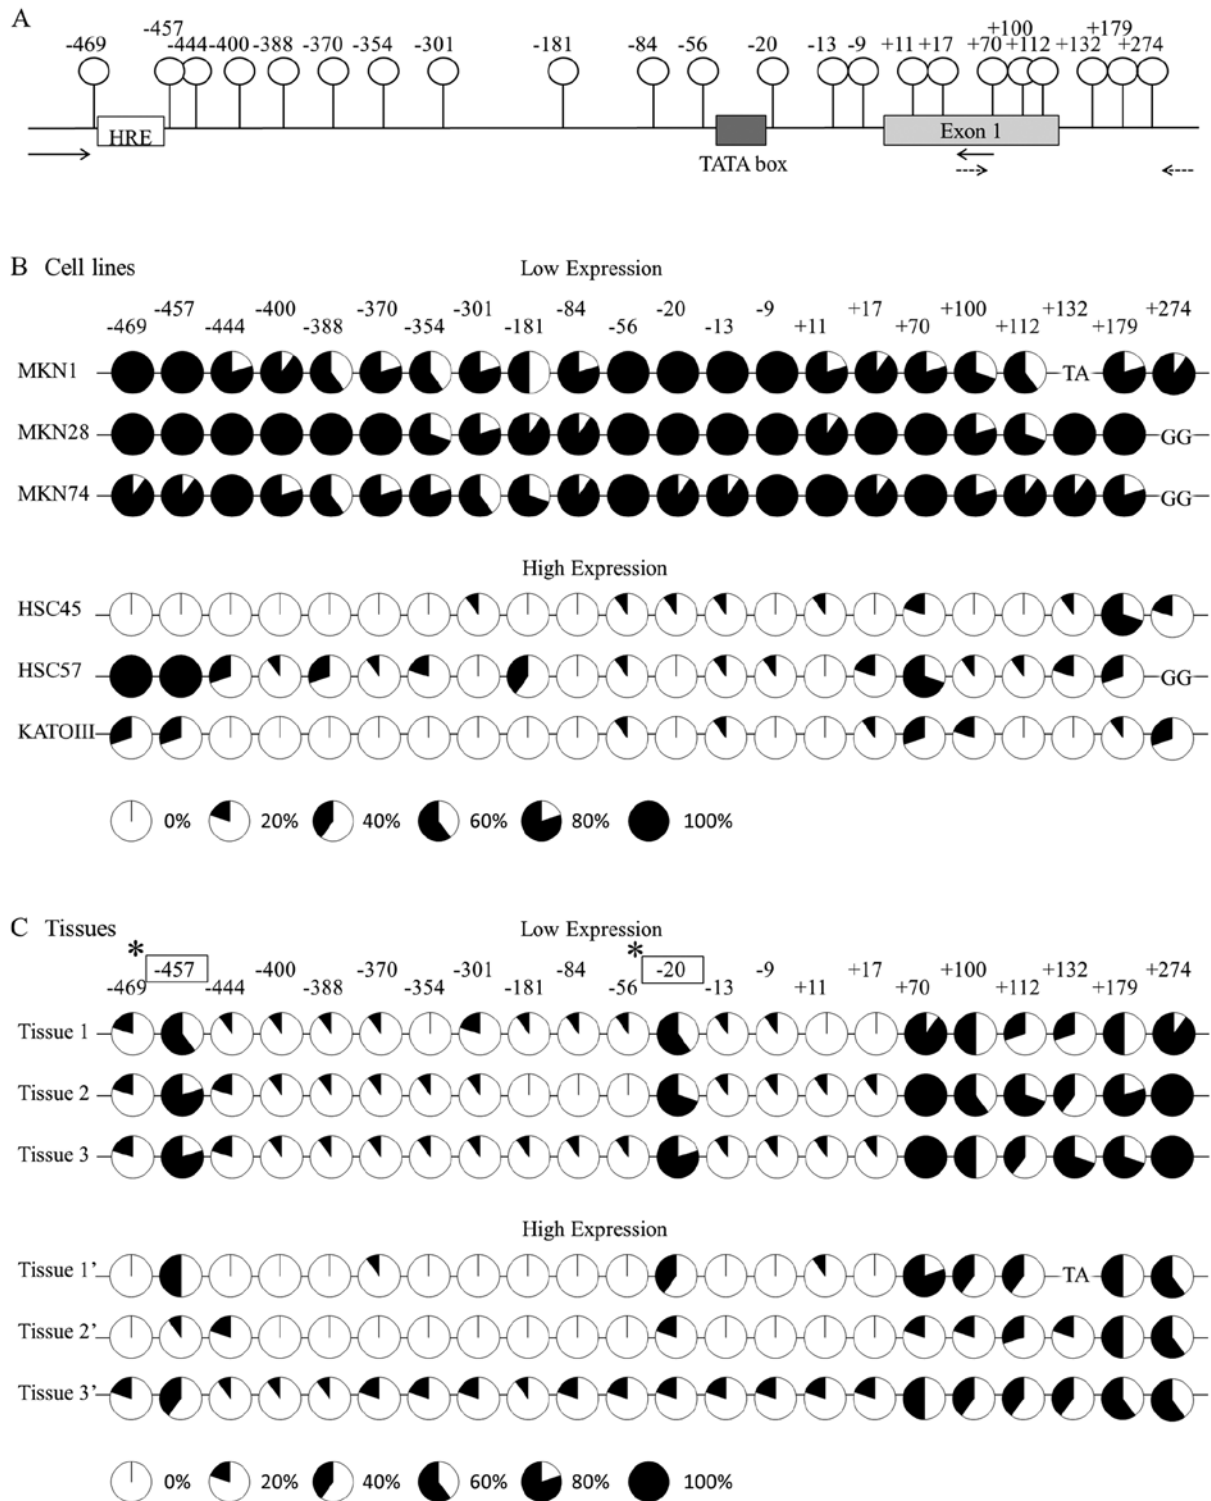 A
+100 +179
-457
-469 -444 -400 -388 -370 -354 -301 -181 -84 -56 -20 -13 -9 +11 +17 +70 +112 +132 +274
HRE
Exon 1
TATA box
B Cell lines
Low Expression
-457 -400 -370 -301 -84 -20 -9 +17 +100 +132 +274
-469 -444 -388 -354 -181 -56 -13 +11 +70 +112 +179
MKN1 TA
MKN28 GG
MKN74 GG
High Expression
HSC45
HSC57 GG
KATOIII
0% 20% 40% 60% 80% 100%
C Tissues
Low Expression
* *
-457 -400 -370 -301 -84 -20 -9 +17 +100 +132 +274
-469 -444 -388 -354 -181 -56 -13 +11 +70 +112 +179
Tissue 1
Tissue 2
Tissue 3
High Expression
Tissue 1' TA
Tissue 2'
Tissue 3'
0% 20% 40% 60% 80% 100%